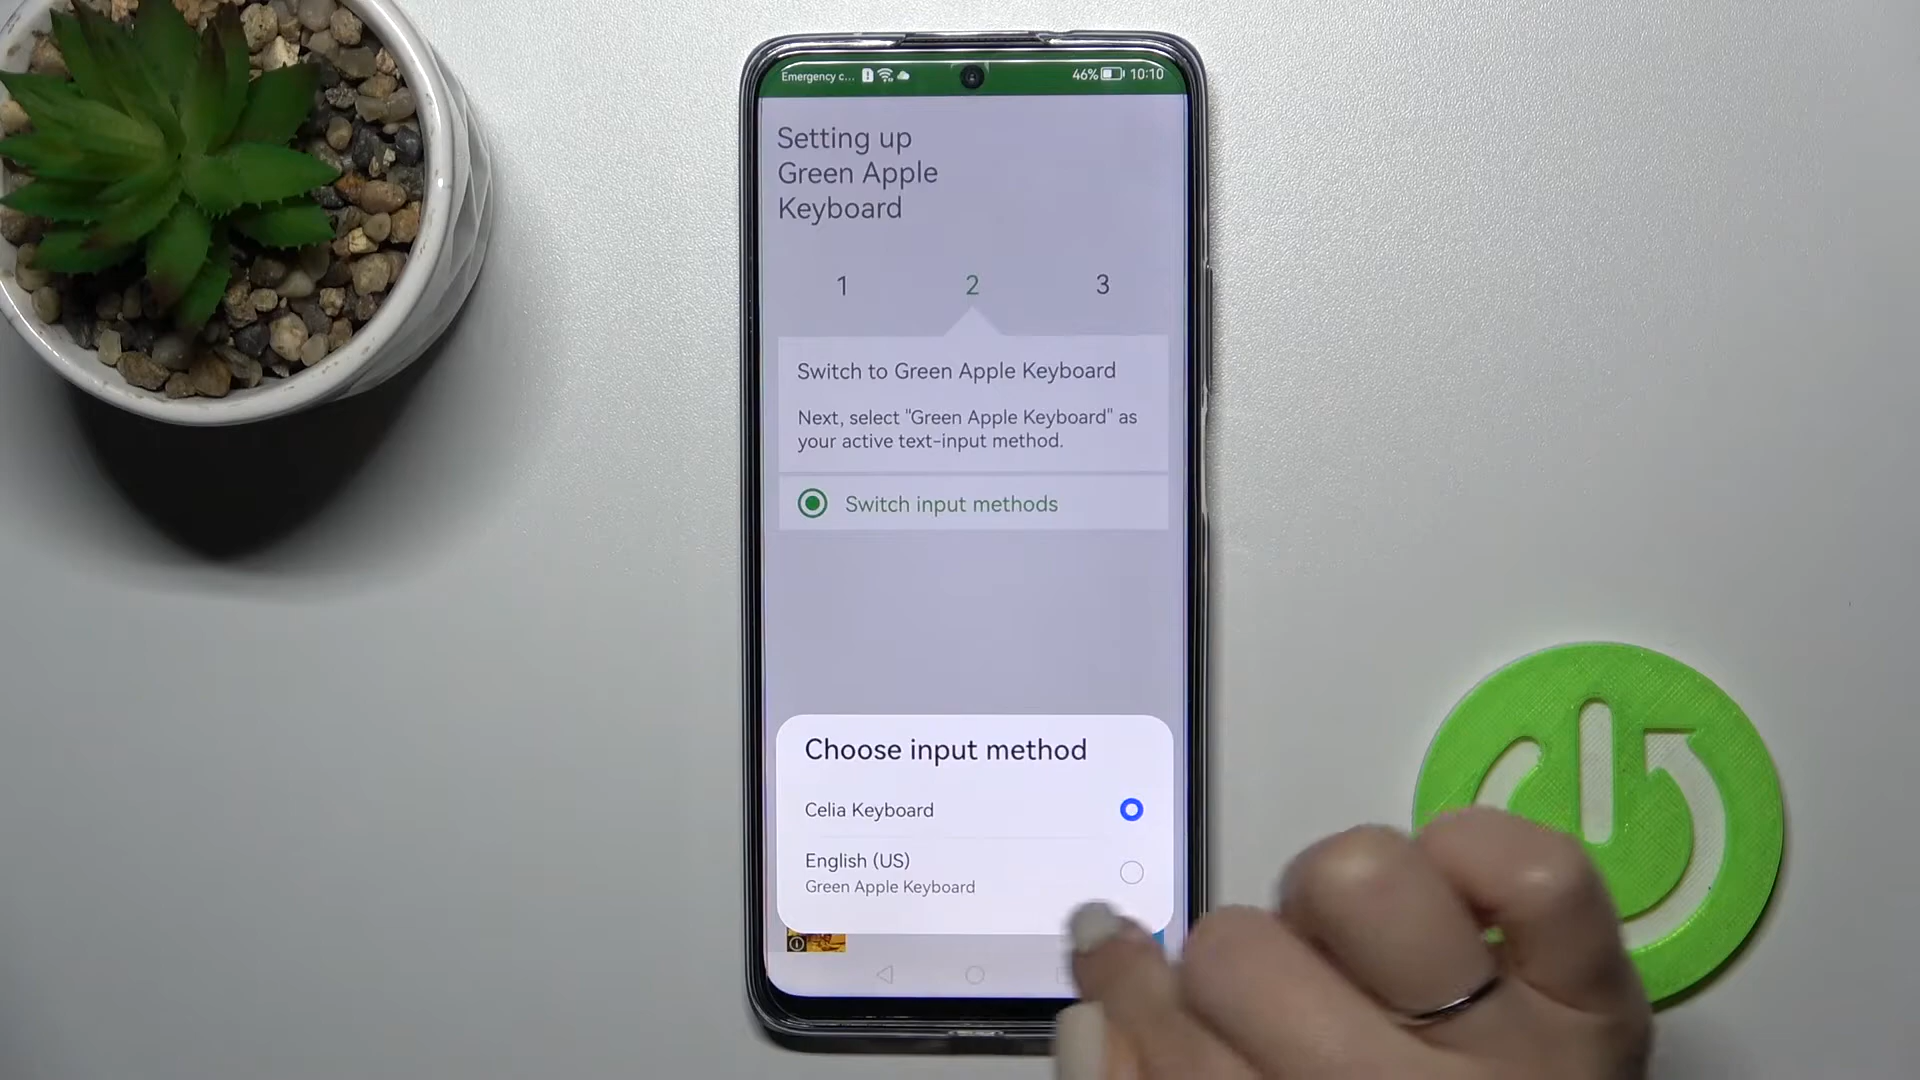 Emergency c... 46% 10:10
Setting up
Green Apple
Keyboard
1 2 3
Switch to Green Apple Keyboard
Next, select "Green Apple Keyboard" as
your active text-input method.
Switch input methods
Choose input method
Celia Keyboard
English (US)
Green Apple Keyboard